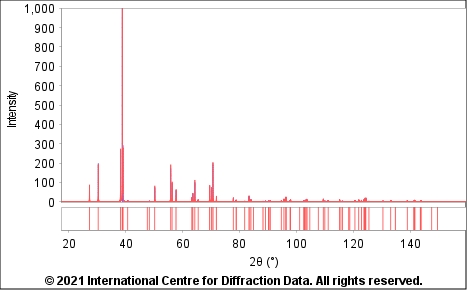 1,000
900
800
700
600
500
400
300
200
100
0
Intensity
20 40 60 80 100 120 140
2θ (°)
© 2021 International Centre for Diffraction Data. All rights reserved.